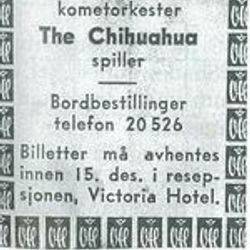 kometorkester
The Chihuahua
spiller
Bordbestillinger
telefon 20 526
Billetter må avhentes
innen 15. des. i resep-
sjonen, Victoria Hotel.